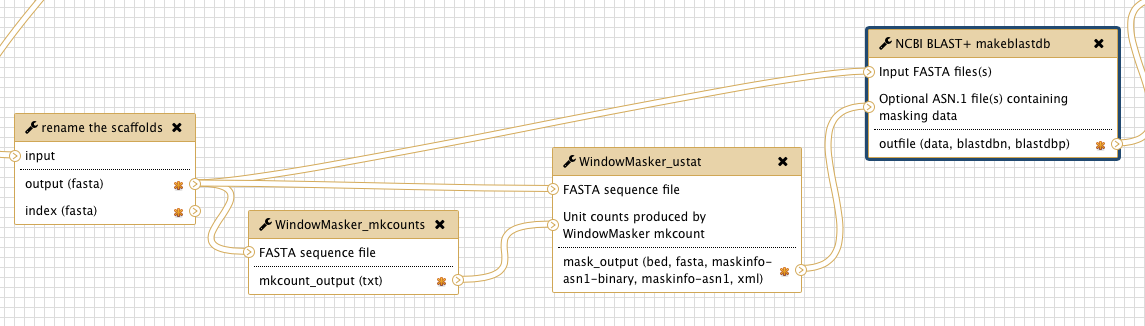 rename the scaffolds
input
output (fasta)
index (fasta)
WindowMasker_mkcounts
FASTA sequence file
mkcount_output (txt)
WindowMasker_ustat
FASTA sequence file
Unit counts produced by
WindowMasker mkcount
mask_output (bed, fasta, maskinfo-
asn1-binary, maskinfo-asn1, xml)
NCBI BLAST+ makeblastdb
Input FASTA files(s)
Optional ASN.1 file(s) containing
masking data
outfile (data, blastdbn, blastdbp)